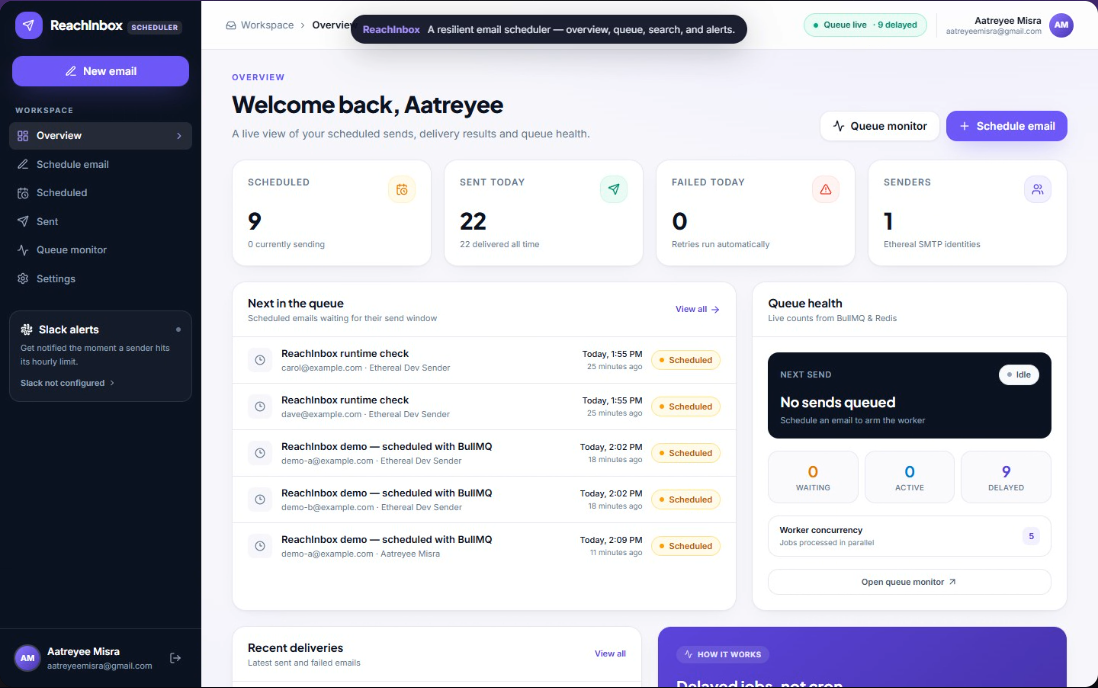 ReachInbox SCHEDULER
New email
WORKSPACE
Overview
Schedule email
Scheduled
Sent
Queue monitor
Settings
Slack alerts
Get notified the moment a sender hits
its hourly limit.
Slack not configured
AM
Aatreyee Misra
aatreyeemisra@gmail.com
Workspace
ReachInbox A resilient email scheduler — overview, queue, search, and alerts.
Queue live · 9 delayed
Aatreyee Misra
aatreyeemisra@gmail.com
AM
OVERVIEW
Welcome back, Aatreyee
A live view of your scheduled sends, delivery results and queue health.
Queue monitor
Schedule email
SCHEDULED
9
0 currently sending
SENT TODAY
22
22 delivered all time
FAILED TODAY
0
Retries run automatically
SENDERS
1
Ethereal SMTP identities
Next in the queue
Scheduled emails waiting for their send window
View all
ReachInbox runtime check
carol@example.com · Ethereal Dev Sender
Today, 1:55 PM
25 minutes ago
Scheduled
ReachInbox runtime check
dave@example.com · Ethereal Dev Sender
Today, 1:55 PM
25 minutes ago
Scheduled
ReachInbox demo — scheduled with BullMQ
demo-a@example.com · Ethereal Dev Sender
Today, 2:02 PM
18 minutes ago
Scheduled
ReachInbox demo — scheduled with BullMQ
demo-b@example.com · Ethereal Dev Sender
Today, 2:02 PM
18 minutes ago
Scheduled
ReachInbox demo — scheduled with BullMQ
demo-a@example.com · Aatreyee Misra
Today, 2:09 PM
11 minutes ago
Scheduled
Queue health
Live counts from BullMQ & Redis
NEXT SEND
Idle
No sends queued
Schedule an email to arm the worker
0
WAITING
0
ACTIVE
9
DELAYED
Worker concurrency
Jobs processed in parallel
5
Open queue monitor
Recent deliveries
Latest sent and failed emails
View all
HOW IT WORKS
Delayed jobs, not cron